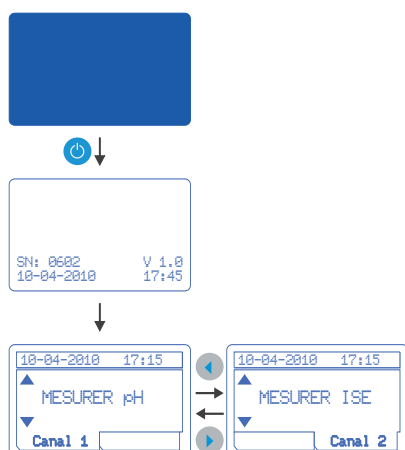 SN: 0602 V 1.0
10-04-2010 17:45
10-04-2010 17:15
MESURER pH
Canal 1
10-04-2010 17:15
MESURER ISE
Canal 2